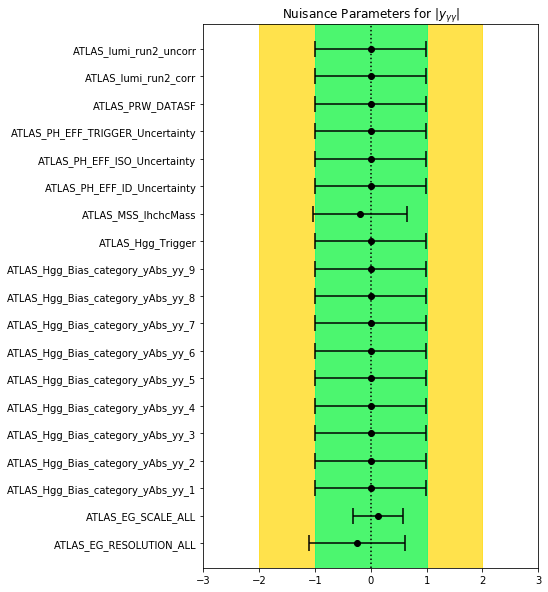 Nuisance Parameters for |y_γγ|
ATLAS_lumi_run2_uncorr
ATLAS_lumi_run2_corr
ATLAS_PRW_DATASF
ATLAS_PH_EFF_TRIGGER_Uncertainty
ATLAS_PH_EFF_ISO_Uncertainty
ATLAS_PH_EFF_ID_Uncertainty
ATLAS_MSS_lhchcMass
ATLAS_Hgg_Trigger
ATLAS_Hgg_Bias_category_yAbs_yy_9
ATLAS_Hgg_Bias_category_yAbs_yy_8
ATLAS_Hgg_Bias_category_yAbs_yy_7
ATLAS_Hgg_Bias_category_yAbs_yy_6
ATLAS_Hgg_Bias_category_yAbs_yy_5
ATLAS_Hgg_Bias_category_yAbs_yy_4
ATLAS_Hgg_Bias_category_yAbs_yy_3
ATLAS_Hgg_Bias_category_yAbs_yy_2
ATLAS_Hgg_Bias_category_yAbs_yy_1
ATLAS_EG_SCALE_ALL
ATLAS_EG_RESOLUTION_ALL
−3 −2 −1 0 1 2 3